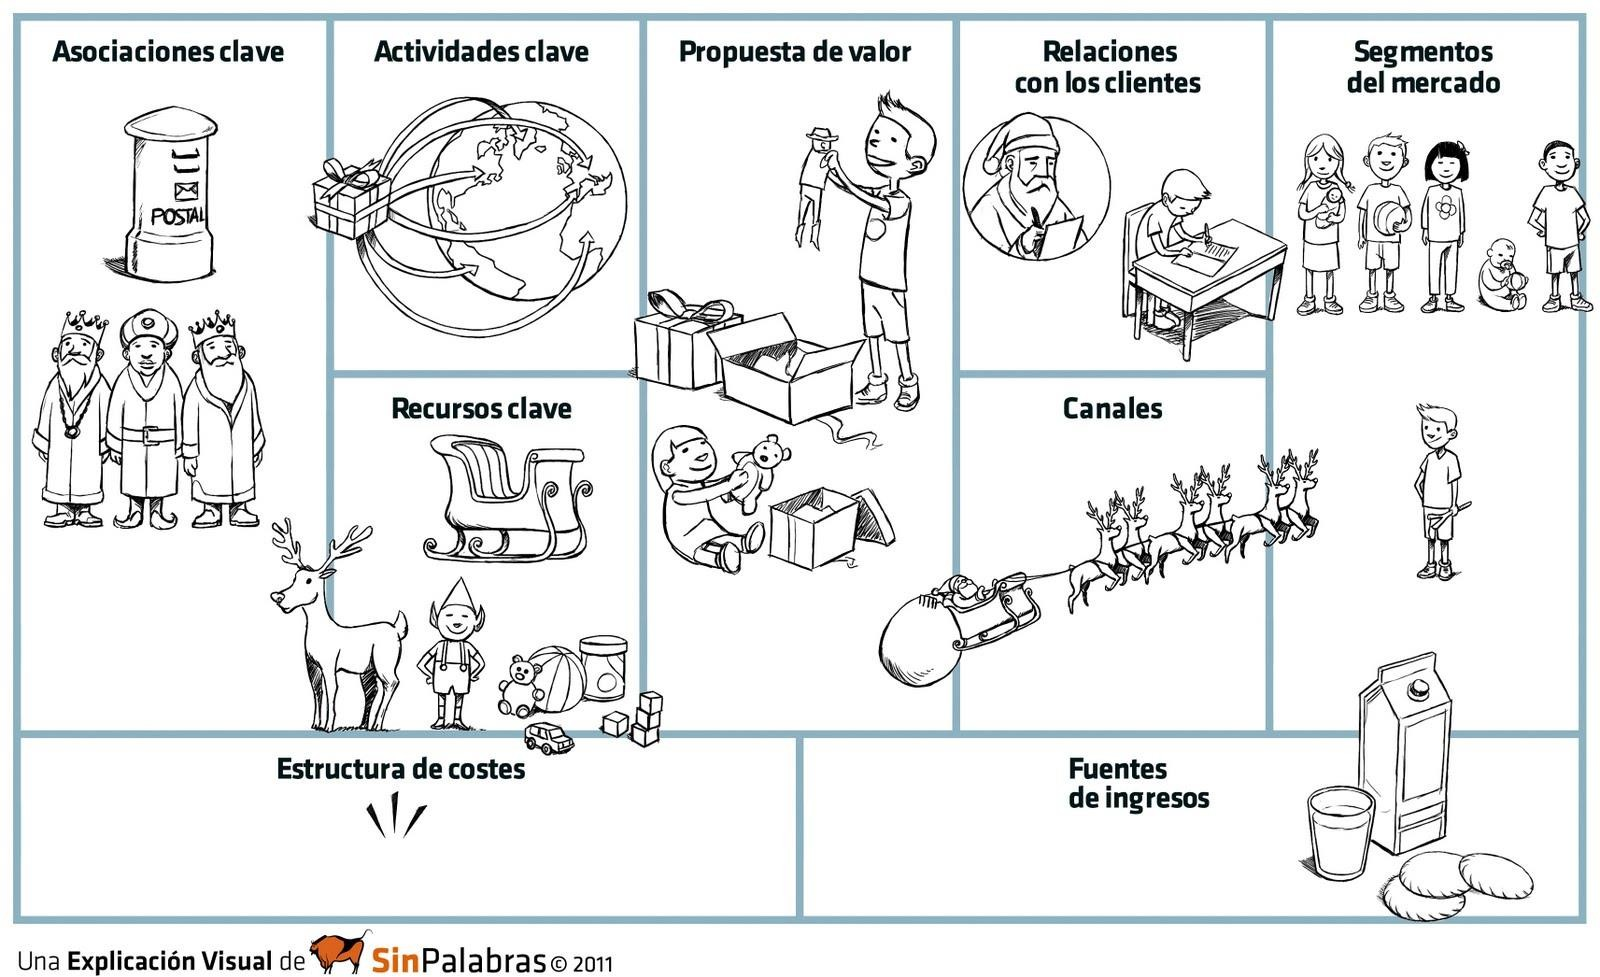 Asociaciones clave
Actividades clave
Propuesta de valor
Relaciones
con los clientes
Segmentos
del mercado
POSTAL
Recursos clave
Canales
Estructura de costes
Fuentes
de ingresos
Una Explicación Visual de SinPalabras © 2011